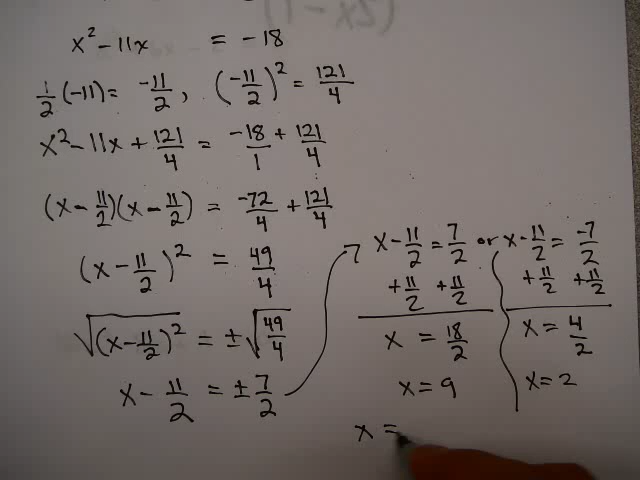 (2x - 1)
x² - 11x = -18
1/2 (-11) = -11/2 , (-11/2)² = 121/4
x² - 11x + 121/4 = -18/1 + 121/4
(x - 11/2)(x - 11/2) = -72/4 + 121/4
(x - 11/2)² = 49/4
√(x - 11/2)² = ± √49/4
x - 11/2 = ± 7/2
x - 11/2 = 7/2 or x - 11/2 = -7/2
+ 11/2 + 11/2 + 11/2 + 11/2
x = 18/2 x = 4/2
x = 9 x = 2
x =